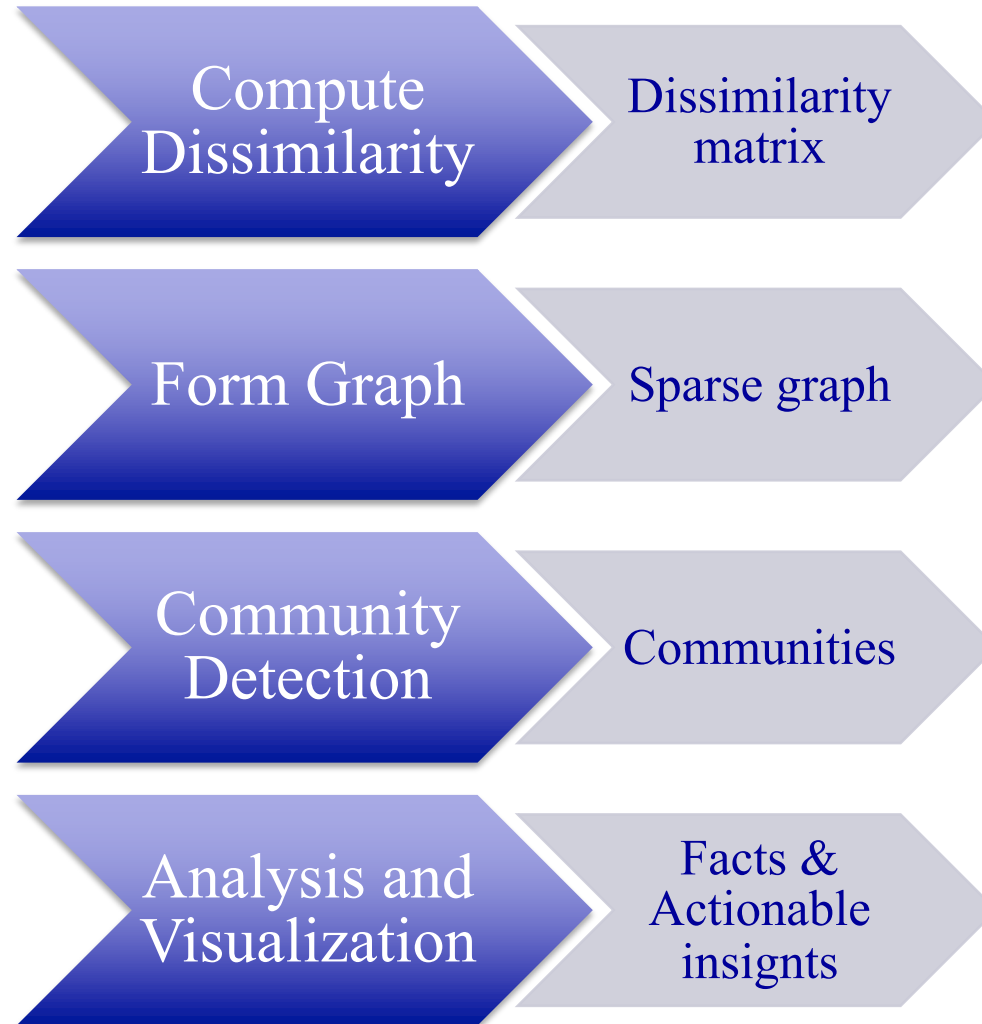 Compute
Dissimilarity
Dissimilarity
matrix
Form Graph
Sparse graph
Community
Detection
Communities
Analysis and
Visualization
Facts &
Actionable
insignts